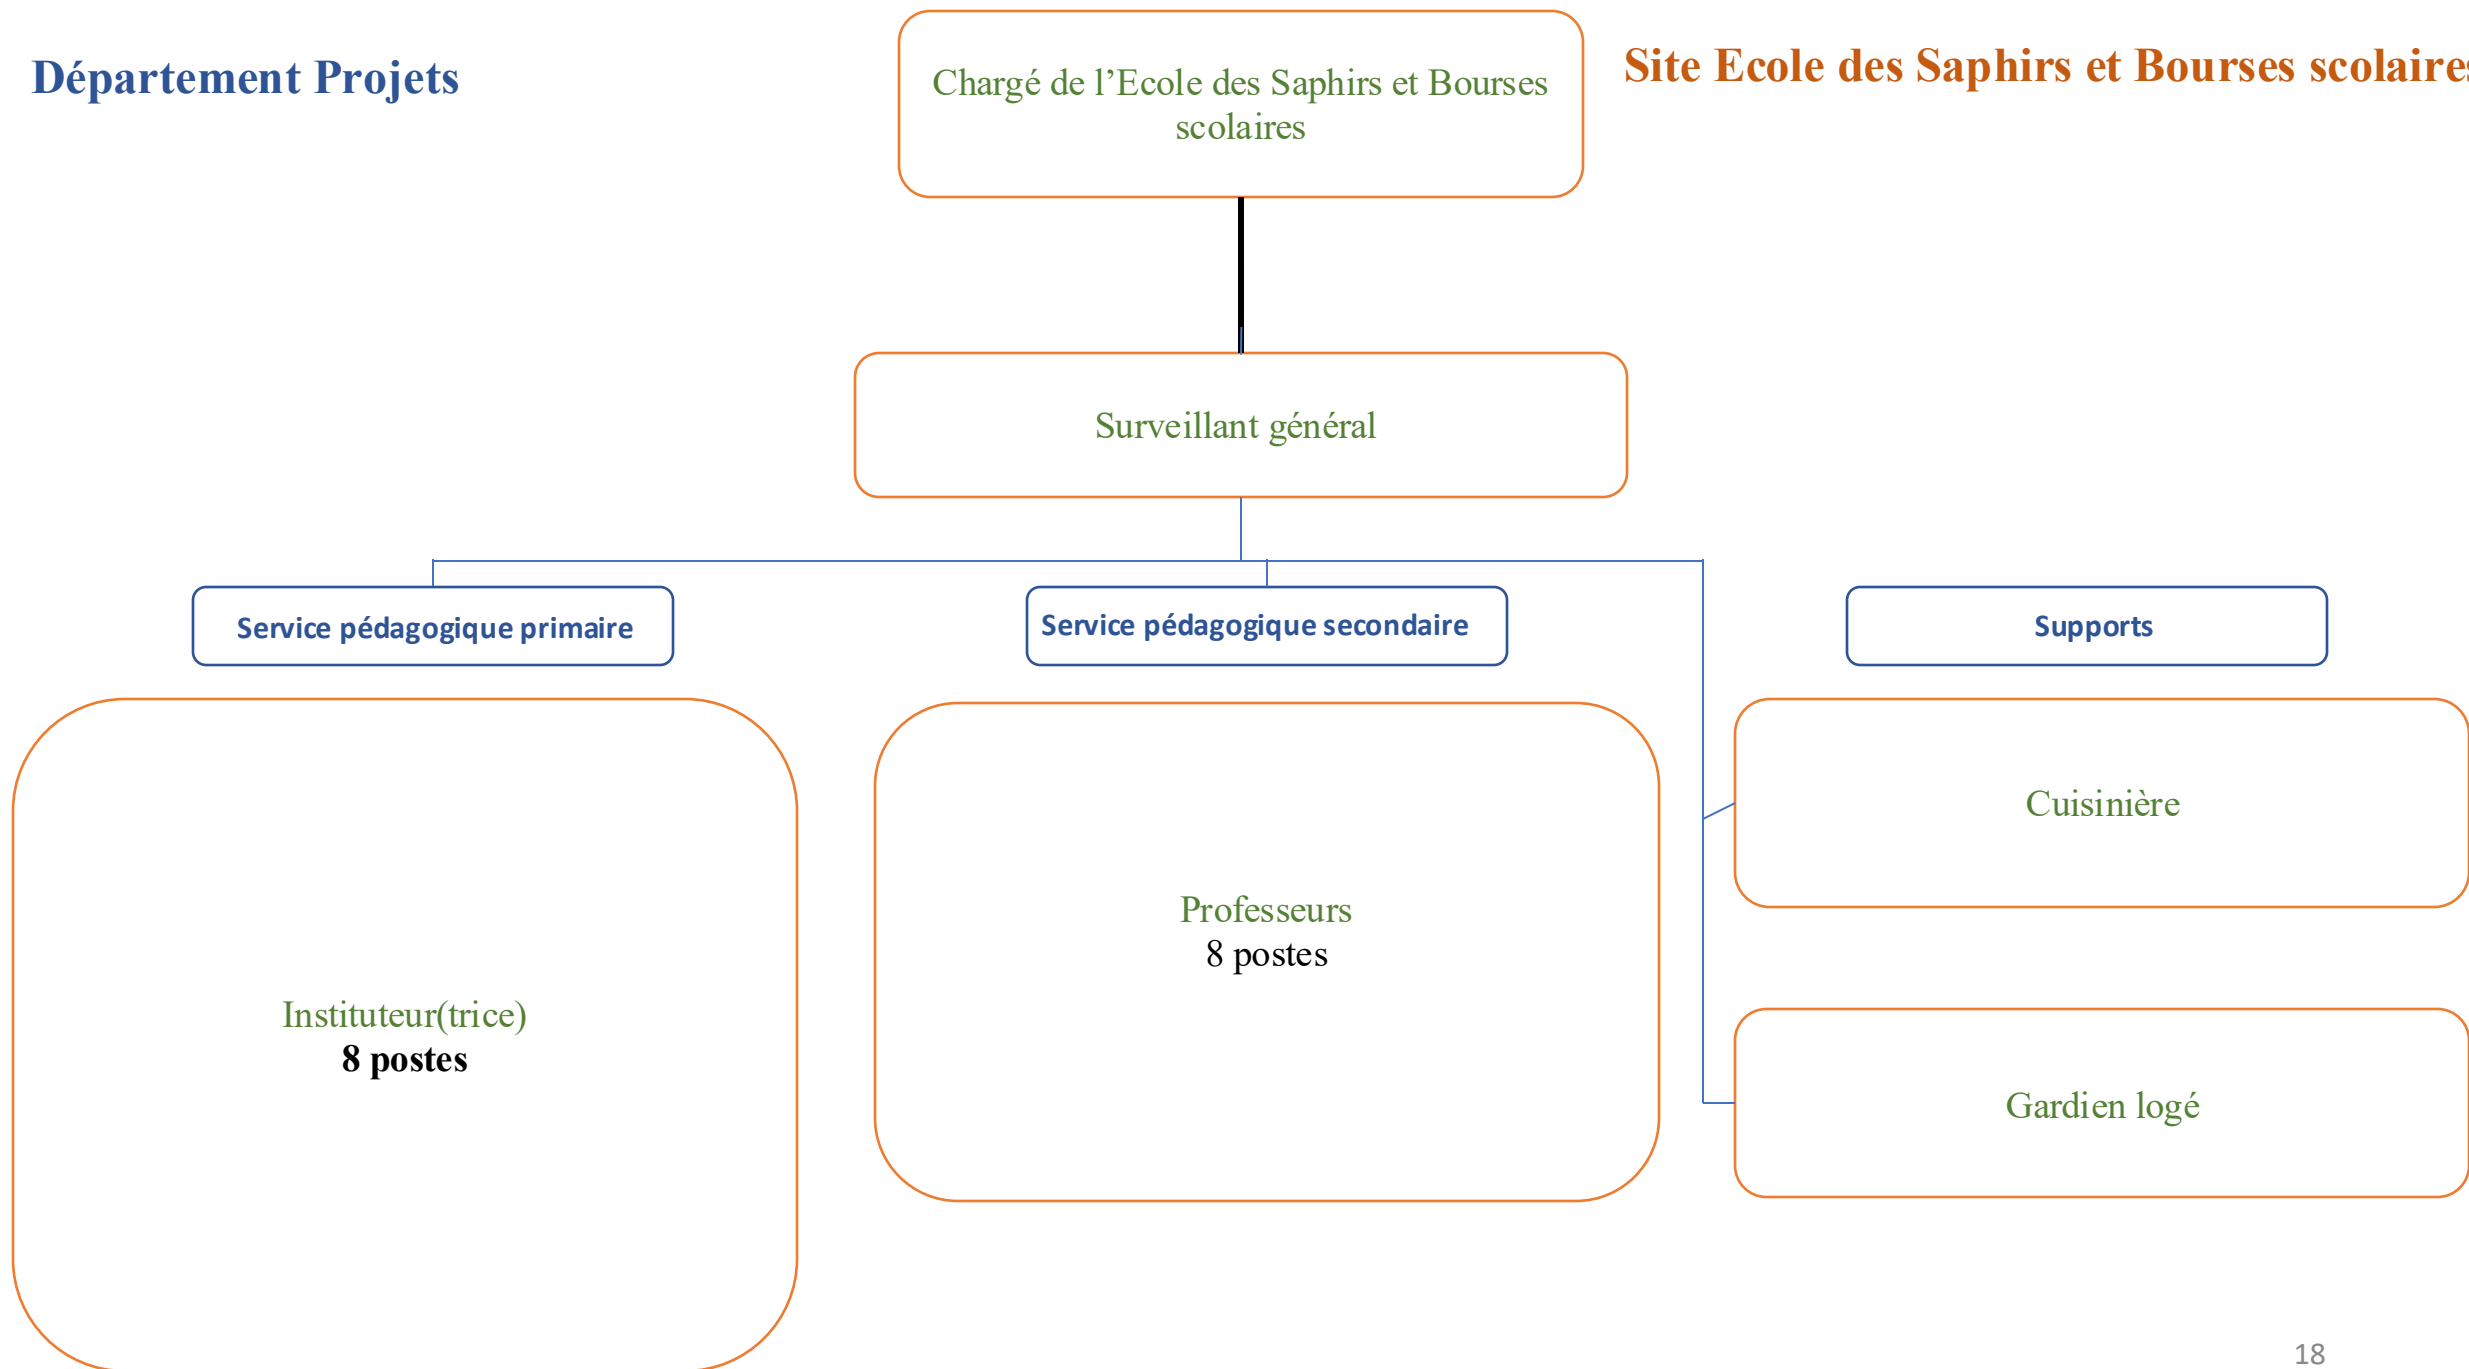 Département Projets
Chargé de l’Ecole des Saphirs et Bourses
scolaires
Site Ecole des Saphirs et Bourses scolaires
Surveillant général
Service pédagogique primaire
Service pédagogique secondaire
Supports
Instituteur(trice)
8 postes
Professeurs
8 postes
Cuisinière
Gardien logé
18